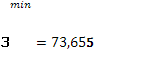 min
3 = 73,655